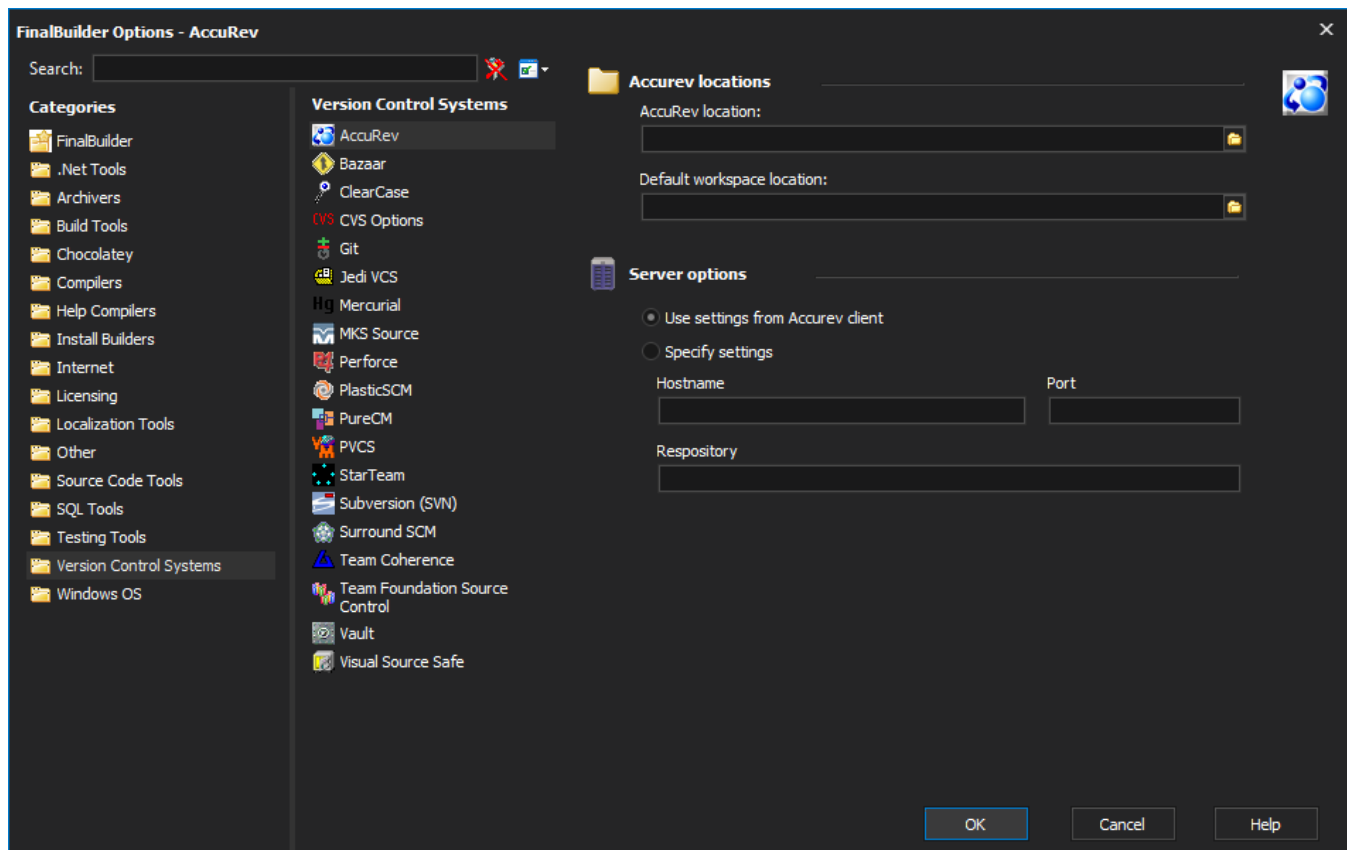 FinalBuilder Options - AccuRev
Search:
Categories
FinalBuilder
.Net Tools
Archivers
Build Tools
Chocolatey
Compilers
Help Compilers
Install Builders
Internet
Licensing
Localization Tools
Other
Source Code Tools
SQL Tools
Testing Tools
Version Control Systems
Windows OS
Version Control Systems
AccuRev
Bazaar
ClearCase
CVS CVS Options
Git
Jedi VCS
Hg Mercurial
MKS Source
Perforce
PlasticSCM
PureCM
PVCS
StarTeam
Subversion (SVN)
Surround SCM
Team Coherence
Team Foundation Source
Control
Vault
Visual Source Safe
Accurev locations
AccuRev location:
Default workspace location:
Server options
Use settings from Accurev client
Specify settings
Hostname Port
Respository
OK Cancel Help